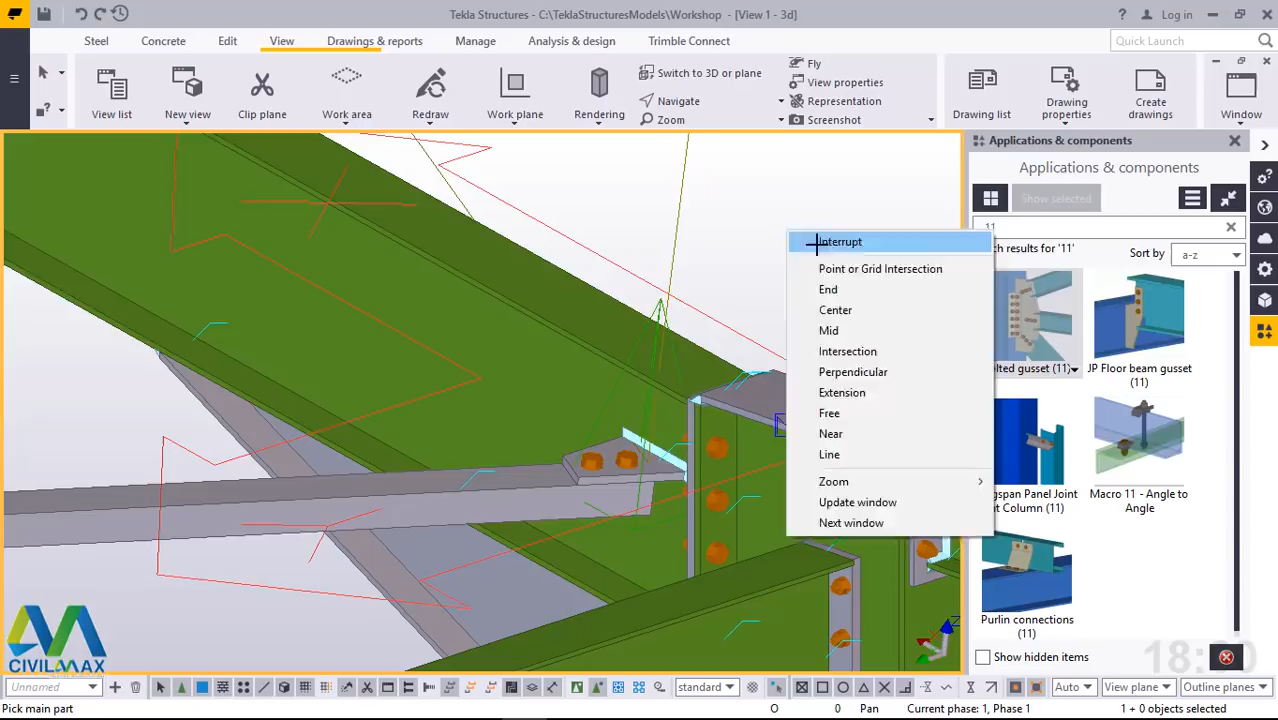 Tekla Structures - C:\TeklaStructuresModels\Workshop - [View 1 - 3d]
? Log in
Steel Concrete Edit View Drawings & reports Manage Analysis & design Trimble Connect
Quick Launch
View list
New view
Clip plane
Work area
Redraw
Work plane
Rendering
Switch to 3D or plane
Navigate
Zoom
Fly
View properties
Representation
Screenshot
Drawing list
Drawing properties
Create drawings
Window
Applications & components
Applications & components
Show selected
11
ch results for '11'
Sort by a-z
lted gusset (11)
JP Floor beam gusset (11)
gspan Panel Joint
t Column (11)
Macro 11 - Angle to Angle
Purlin connections (11)
Show hidden items
Interrupt
Point or Grid Intersection
End
Center
Mid
Intersection
Perpendicular
Extension
Free
Near
Line
Zoom
Update window
Next window
Z
CIVILMAX
Unnamed
standard
Auto
View plane
Outline planes
Pick main part
O 0 Pan Current phase: 1, Phase 1 1 + 0 objects selected